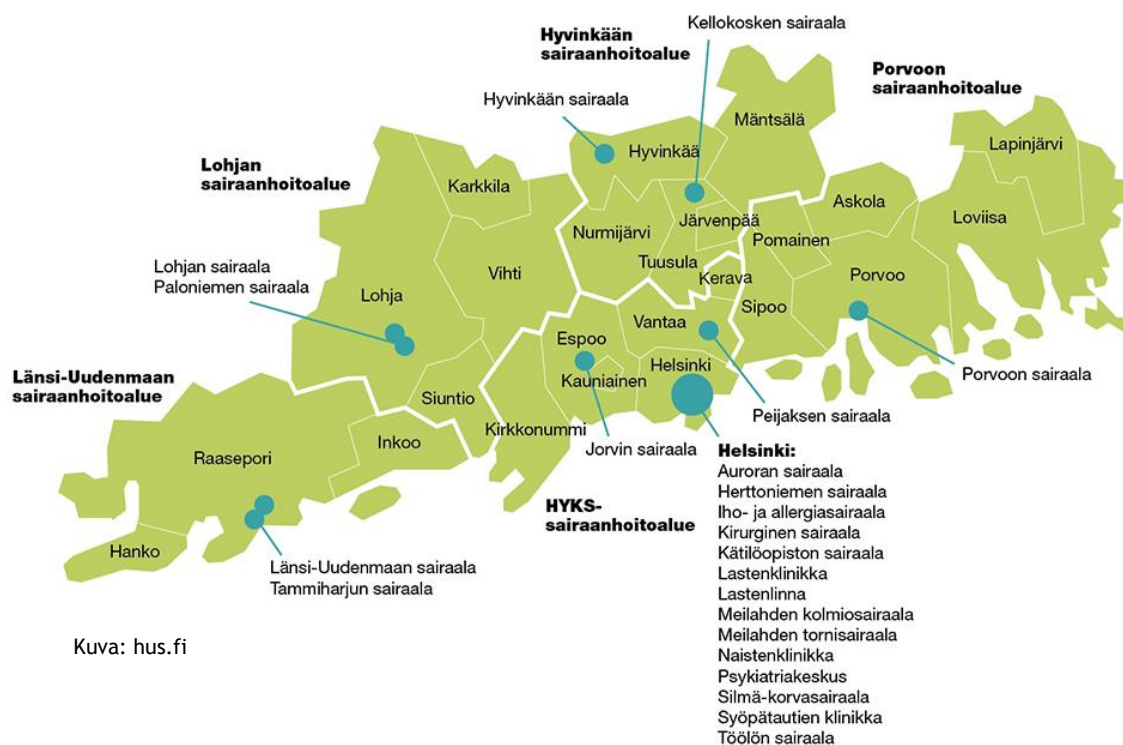 Kellokosken sairaala
Hyvinkään
sairaanhoitoalue
Porvoon
sairaanhoitoalue
Hyvinkään sairaala
Mäntsälä
Lapinjärvi
Hyvinkää
Lohjan
sairaanhoitoalue
Karkkila
Askola
Järvenpää
Loviisa
Nurmijärvi
Pornainen
Tuusula
Vihti
Kerava
Porvoo
Lohjan sairaala
Paloniemen sairaala
Lohja
Sipoo
Vantaa
Espoo
Helsinki
Länsi-Uudenmaan
sairaanhoitoalue
Kauniainen
Porvoon sairaala
Siuntio
Peijaksen sairaala
Kirkkonummi
Inkoo
Jorvin sairaala
Raasepori
HYKS-
sairaanhoitoalue
Hanko
Länsi-Uudenmaan sairaala
Tammiharjun sairaala
Helsinki:
Auroran sairaala
Herttoniemen sairaala
Iho- ja allergiasairaala
Kirurginen sairaala
Kätilöopiston sairaala
Lastenklinikka
Lastenlinna
Meilahden kolmiosairaala
Meilahden tornisairaala
Naistenklinikka
Psykiatriakeskus
Silmä-korvasairaala
Syöpätautien klinikka
Töölön sairaala
Kuva: hus.fi